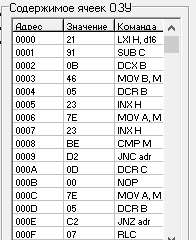 Содержимое ячеек ОЗУ
Адрес Значение Команда
0000 21 LXI H, d16
0001 91 SUB C
0002 0B DCX B
0003 46 MOV B, M
0004 05 DCR B
0005 23 INX H
0006 7E MOV A, M
0007 23 INX H
0008 BE CMP M
0009 D2 JNC adr
000A 0D DCR C
000B 00 NOP
000C 7E MOV A, M
000D 05 DCR B
000E C2 JNZ adr
000F 07 RLC